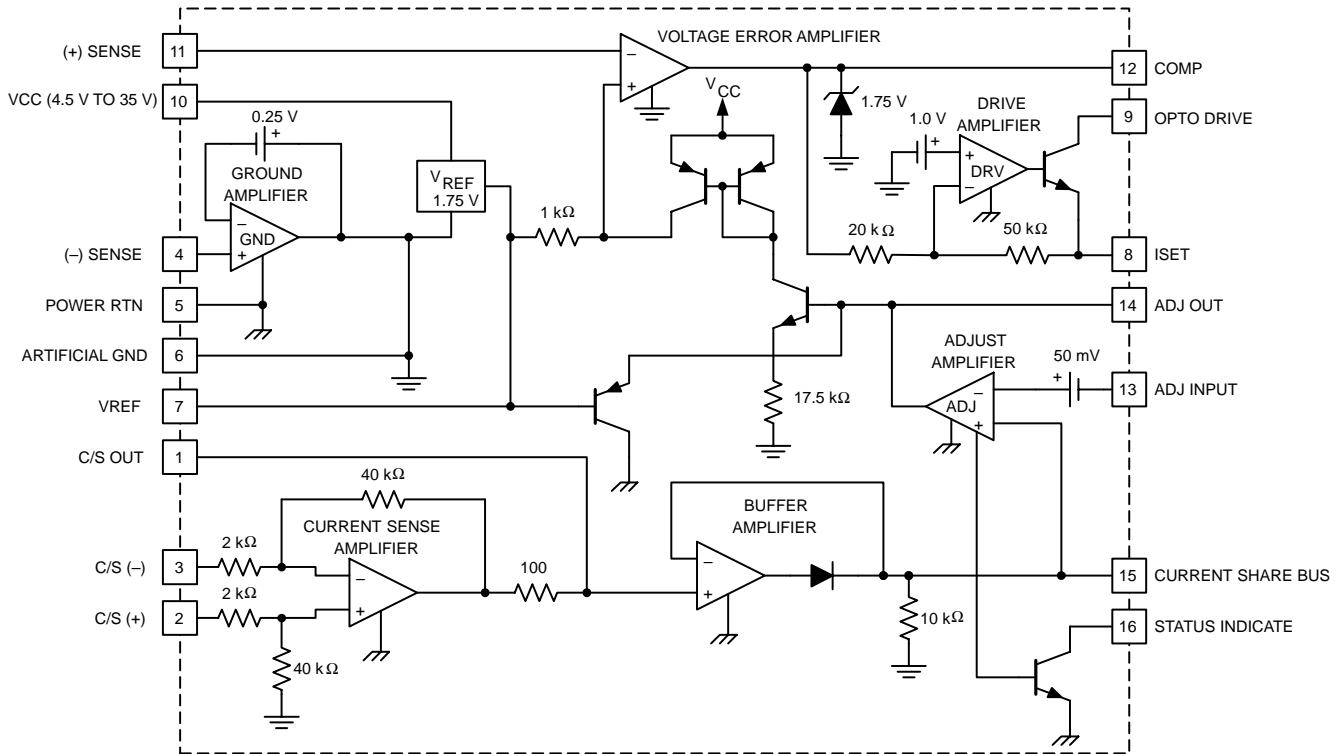 (+) SENSE
11
VOLTAGE ERROR AMPLIFIER
–
+
12
COMP
VCC (4.5 V TO 35 V)
10
VCC
1.75 V
0.25 V
+
1.0 V
+
DRIVE
AMPLIFIER
9
OPTO DRIVE
GROUND
AMPLIFIER
VREF
1.75 V
+
DRV
–
1 kΩ
–
GND
+
20 kΩ
50 kΩ
(–) SENSE
4
8
ISET
POWER RTN
5
14
ADJ OUT
ARTIFICIAL GND
6
ADJUST
AMPLIFIER
50 mV
+
–
ADJ
+
13
ADJ INPUT
VREF
7
17.5 kΩ
C/S OUT
1
40 kΩ
CURRENT SENSE
AMPLIFIER
BUFFER
AMPLIFIER
2 kΩ
100
C/S (–)
3
–
+
–
+
15
CURRENT SHARE BUS
2 kΩ
C/S (+)
2
10 kΩ
16
STATUS INDICATE
40 kΩ